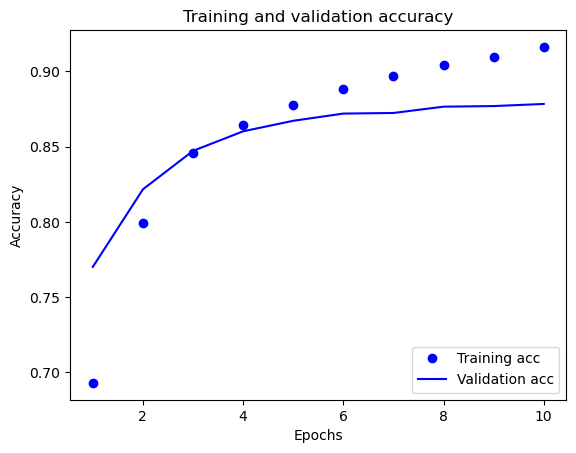 Training and validation accuracy
Accuracy
0.90
0.85
0.80
0.75
0.70
Training acc
Validation acc
2
4
6
8
10
Epochs